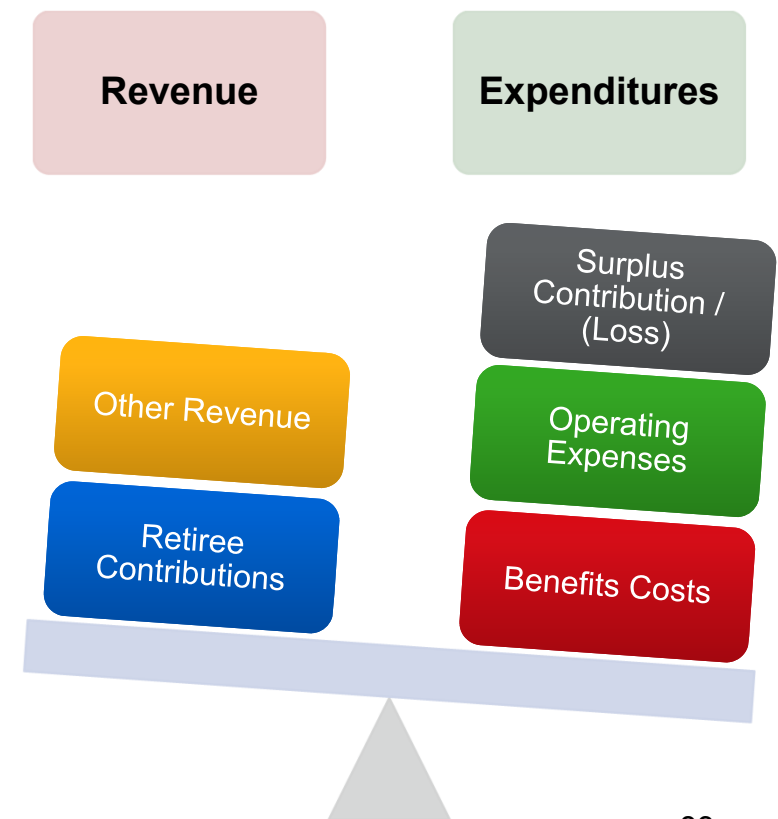 Revenue
Expenditures
Other Revenue
Retiree
Contributions
Surplus
Contribution /
(Loss)
Operating
Expenses
Benefits Costs